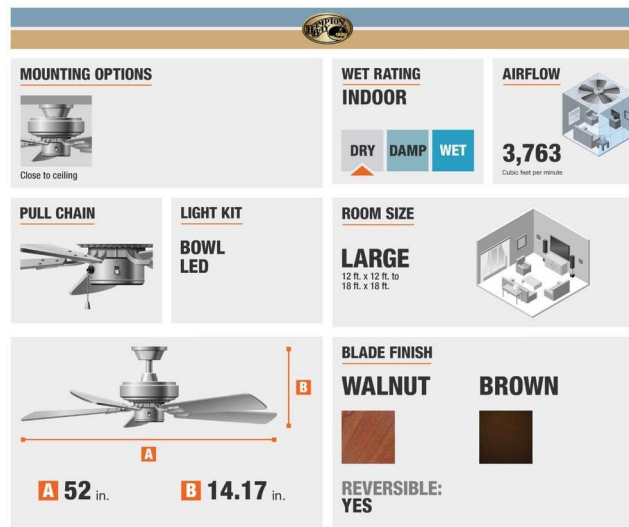 HAMPTON BAY
MOUNTING OPTIONS
Close to ceiling
WET RATING
INDOOR
DRY DAMP WET
AIRFLOW
3,763
Cubic feet per minute
PULL CHAIN
LIGHT KIT
BOWL
LED
ROOM SIZE
LARGE
12 ft. x 12 ft. to
18 ft. x 18 ft.
B
A
A 52 in.
B 14.17 in.
BLADE FINISH
WALNUT
BROWN
REVERSIBLE:
YES